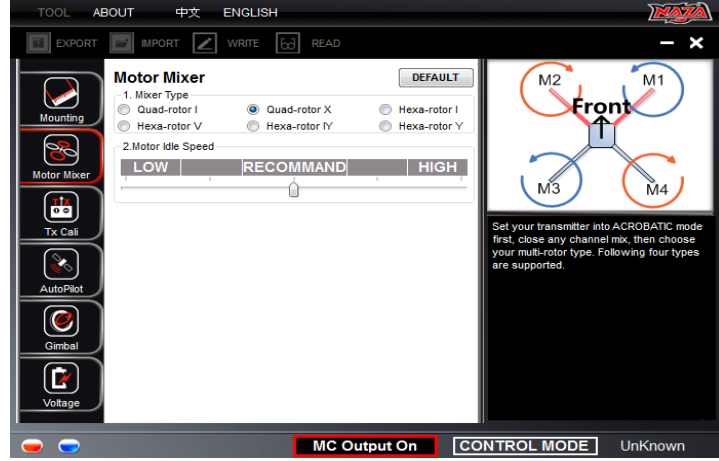 TOOL ABOUT 中文 ENGLISH NAZA
EXPORT IMPORT WRITE READ
Motor Mixer DEFAULT
1. Mixer Type
Quad-rotor I Quad-rotor X Hexa-rotor I
Hexa-rotor V Hexa-rotor IY Hexa-rotor Y
2.Motor Idle Speed
LOW RECOMMAND HIGH
Mounting
Motor Mixer
Tx Cali
AutoPilot
Gimbal
Voltage
M2 M1
Front
M3 M4
Set your transmitter into ACROBATIC mode
first, close any channel mix, then choose
your multi-rotor type. Following four types
are supported.
MC Output On CONTROL MODE UnKnown